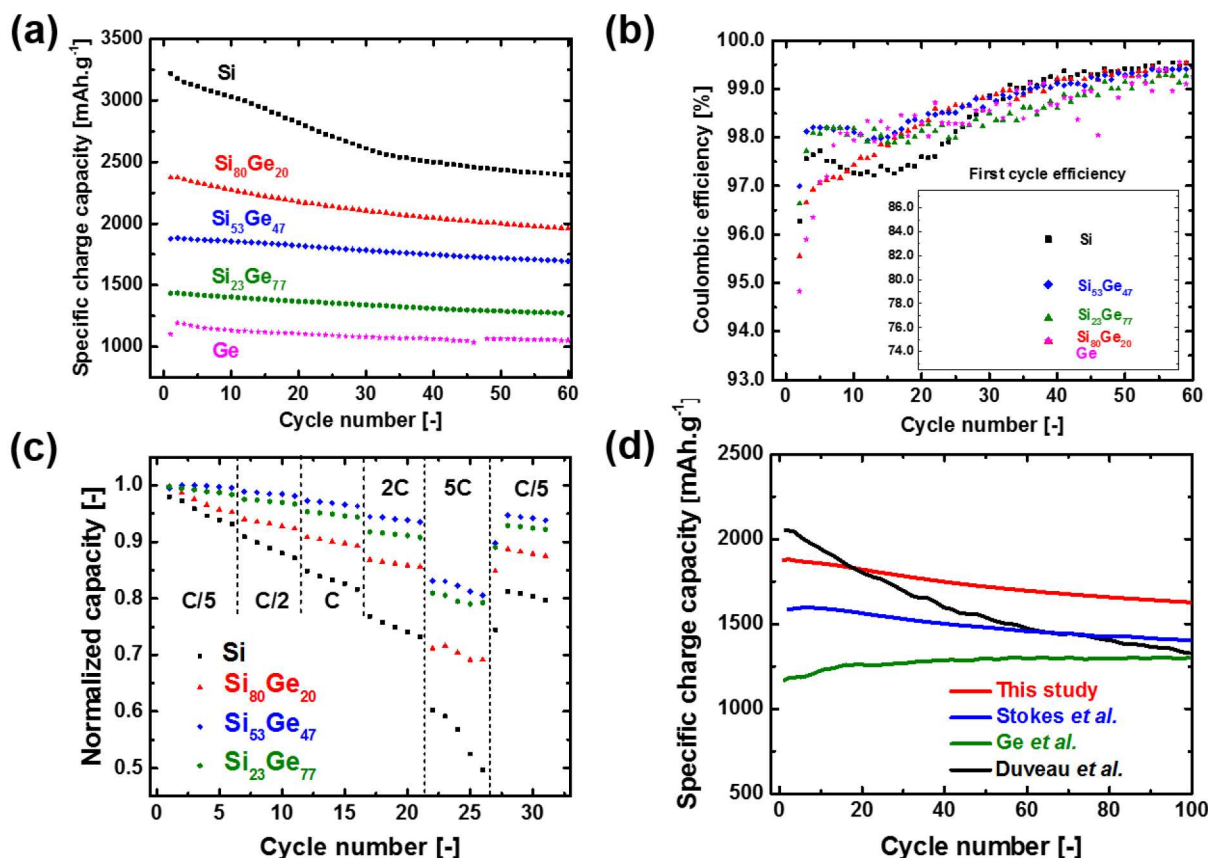 (a)
Specific charge capacity [mAh.g⁻¹]
3500
3000
2500
2000
1500
1000
Si
Si₈₀Ge₂₀
Si₅₃Ge₄₇
Si₂₃Ge₇₇
Ge
0 10 20 30 40 50 60
Cycle number [-]
(b)
Coulombic efficiency [%]
100.0
99.0
98.0
97.0
96.0
95.0
94.0
93.0
First cycle efficiency
86.0
84.0
82.0
80.0
78.0
76.0
74.0
Si
Si₅₃Ge₄₇
Si₂₃Ge₇₇
Si₈₀Ge₂₀
Ge
0 10 20 30 40 50 60
Cycle number [-]
(c)
Normalized capacity [-]
1.0
0.9
0.8
0.7
0.6
0.5
C/5
C/2
C
2C
5C
C/5
Si
Si₈₀Ge₂₀
Si₅₃Ge₄₇
Si₂₃Ge₇₇
0 5 10 15 20 25 30
Cycle number [-]
(d)
Specific charge capacity [mAh.g⁻¹]
2500
2000
1500
1000
500
This study
Stokes et al.
Ge et al.
Duveau et al.
0 20 40 60 80 100
Cycle number [-]